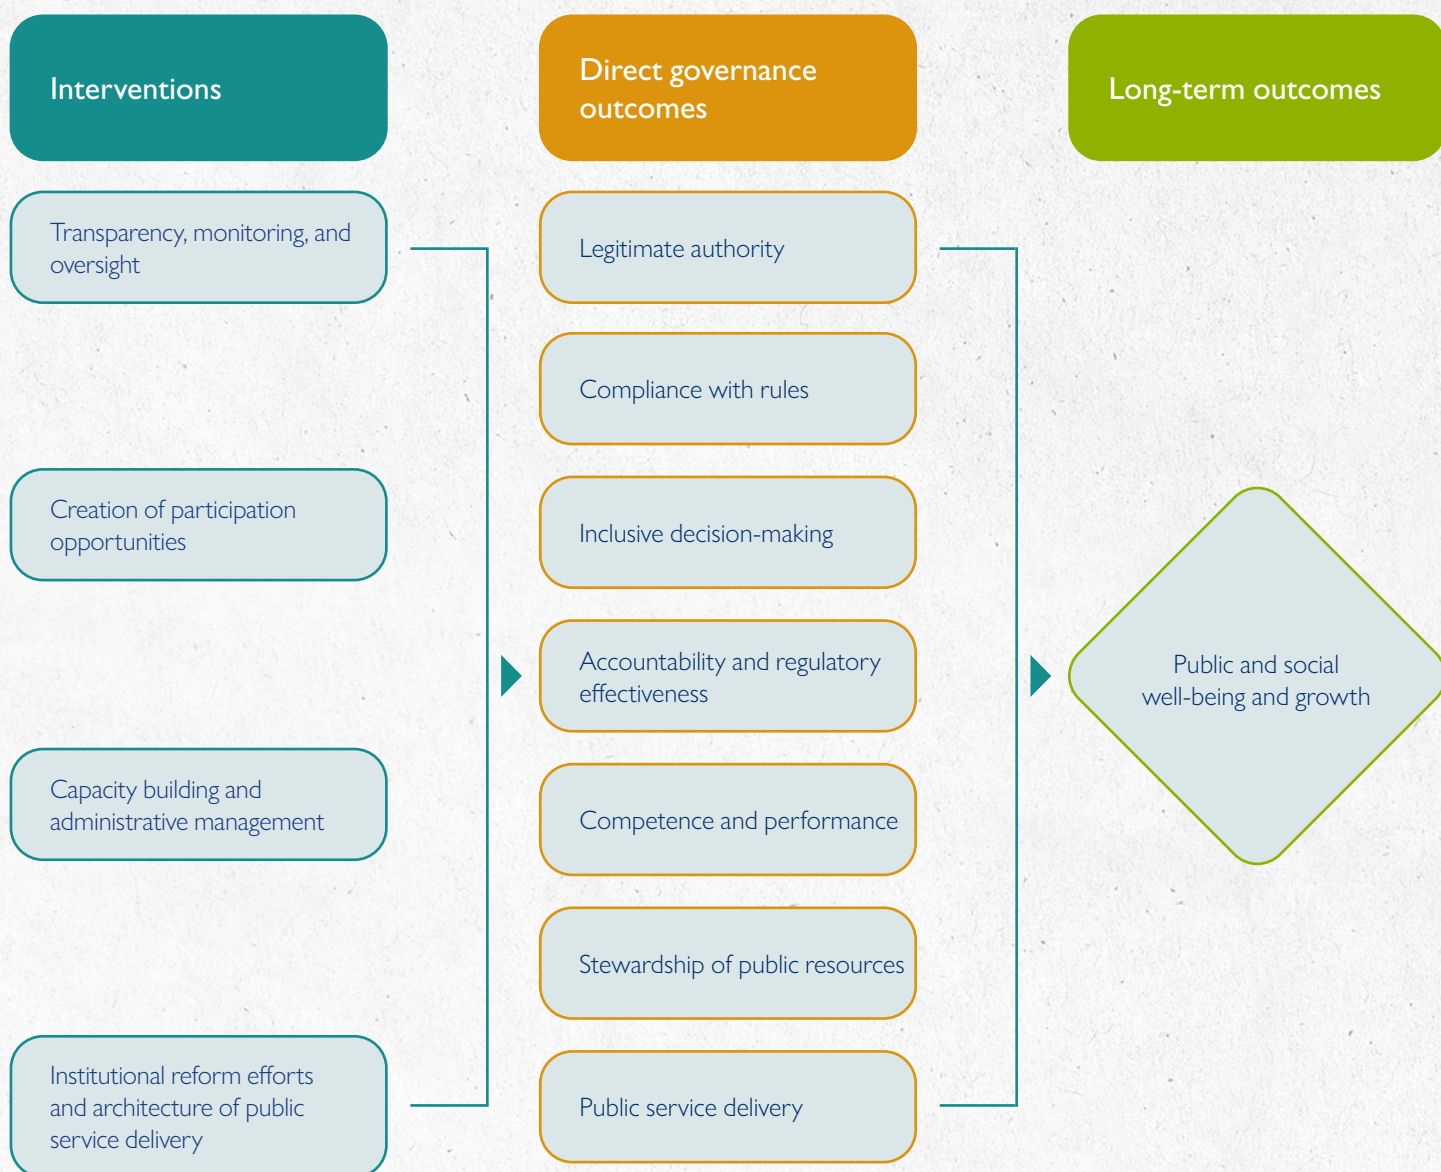 Interventions
Direct governance
outcomes
Long-term outcomes
Transparency, monitoring, and
oversight
Creation of participation
opportunities
Capacity building and
administrative management
Institutional reform efforts
and architecture of public
service delivery
Legitimate authority
Compliance with rules
Inclusive decision-making
Accountability and regulatory
effectiveness
Competence and performance
Stewardship of public resources
Public service delivery
Public and social
well-being and growth